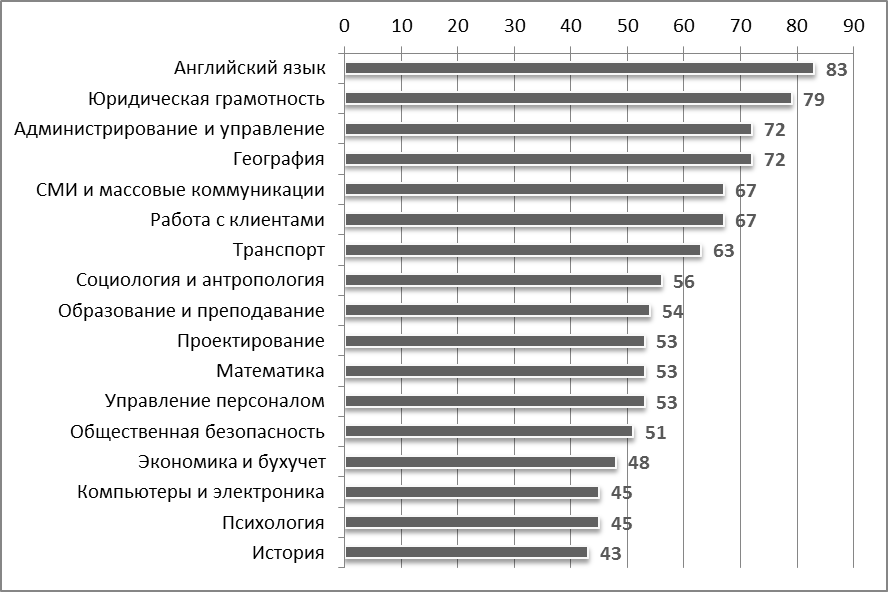 0 10 20 30 40 50 60 70 80 90
Английский язык 83
Юридическая грамотность 79
Администрирование и управление 72
География 72
СМИ и массовые коммуникации 67
Работа с клиентами 67
Транспорт 63
Социология и антропология 56
Образование и преподавание 54
Проектирование 53
Математика 53
Управление персоналом 53
Общественная безопасность 51
Экономика и бухучет 48
Компьютеры и электроника 45
Психология 45
История 43